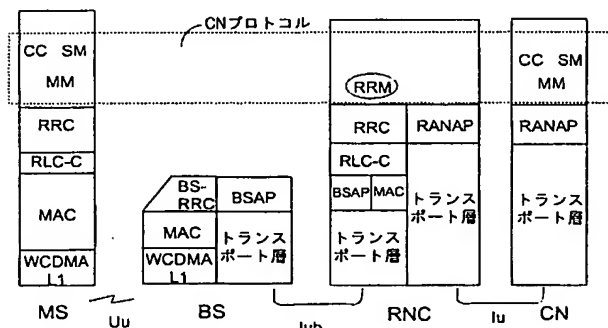 CNプロトコル
CC SM
MM
RRC
RLC-C
MAC
WCDMA
L1
MS
Uu
BS-
RRC
BSAP
MAC
トランス
ポート層
WCDMA
L1
BS
Iub
RRM
RRC
RANAP
RLC-C
BSAP
MAC
トランス
ポート層
トランス
ポート層
RNC
Iu
CC SM
MM
RANAP
トランス
ポート層
CN